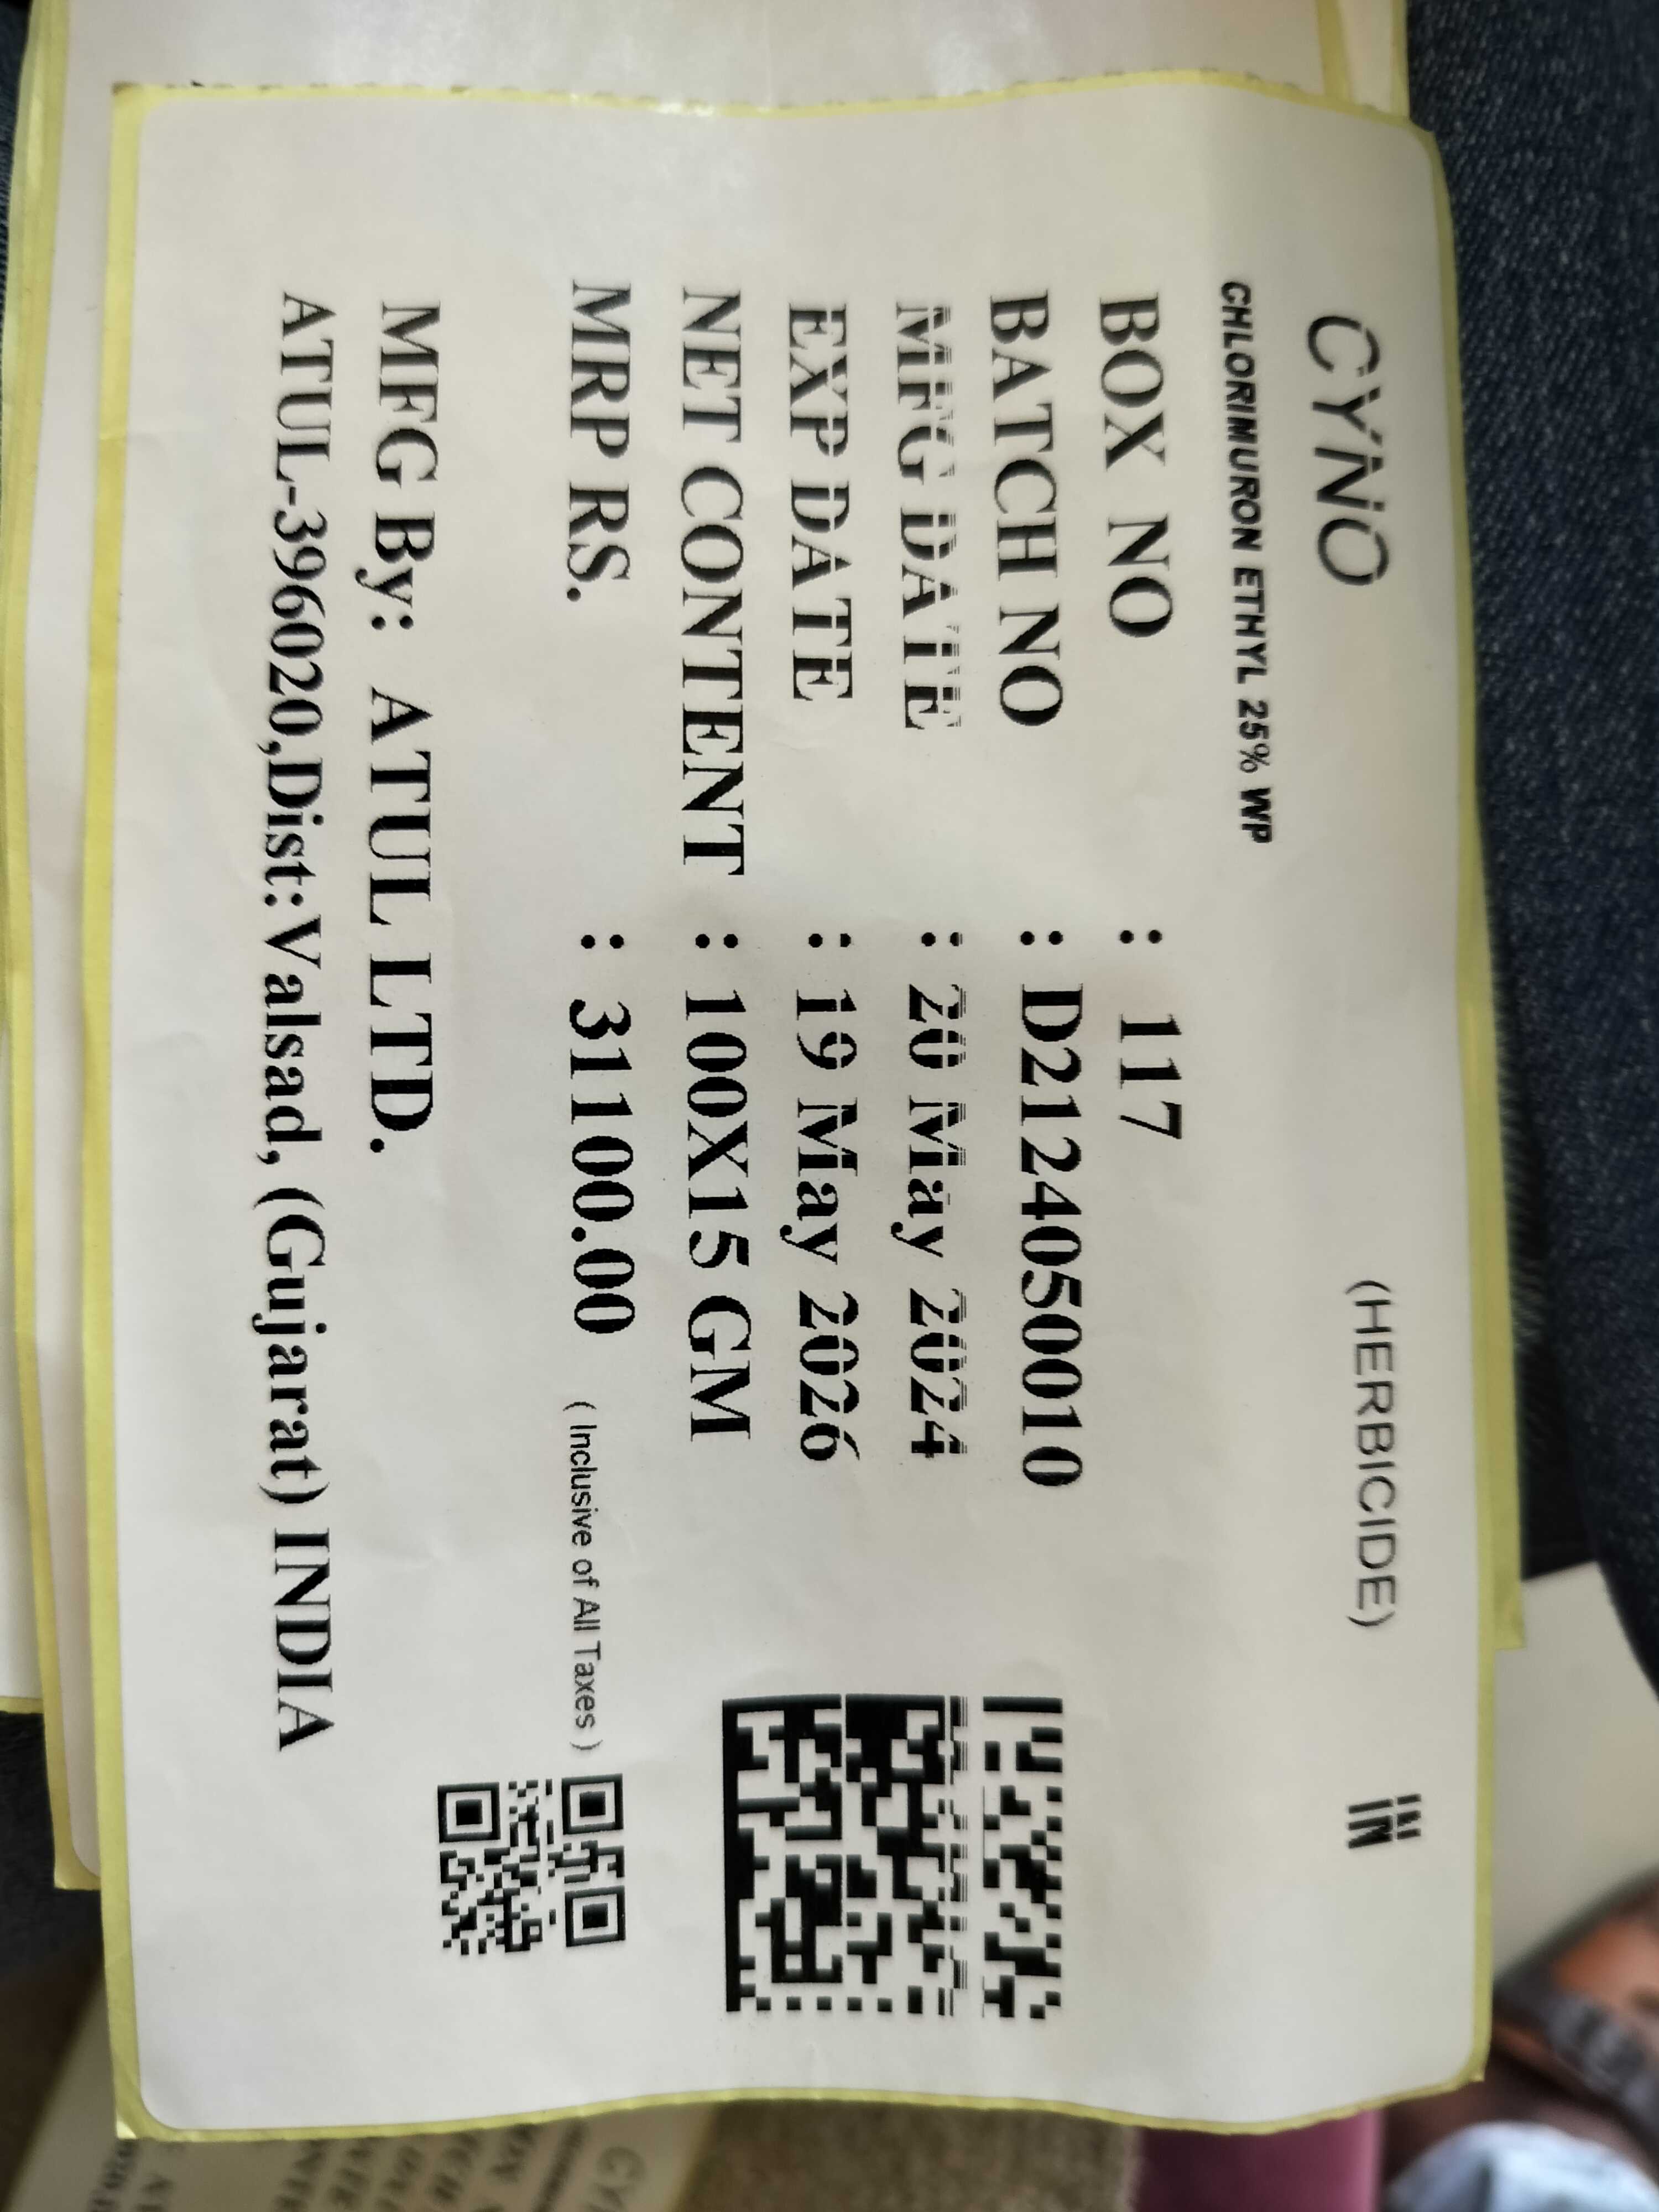 CYNO (HERBICIDE) IN
CHLORIMURON ETHYL 25% WP
BOX NO : 117
BATCH NO : D2124050010
MFG DATE : 20 May 2024
EXP DATE : 19 May 2026
NET CONTENT : 100X15 GM
MRP RS. : 31100.00 ( Inclusive of All Taxes )
MFG By: ATUL LTD.
ATUL-396020,Dist:Valsad, (Gujarat) INDIA